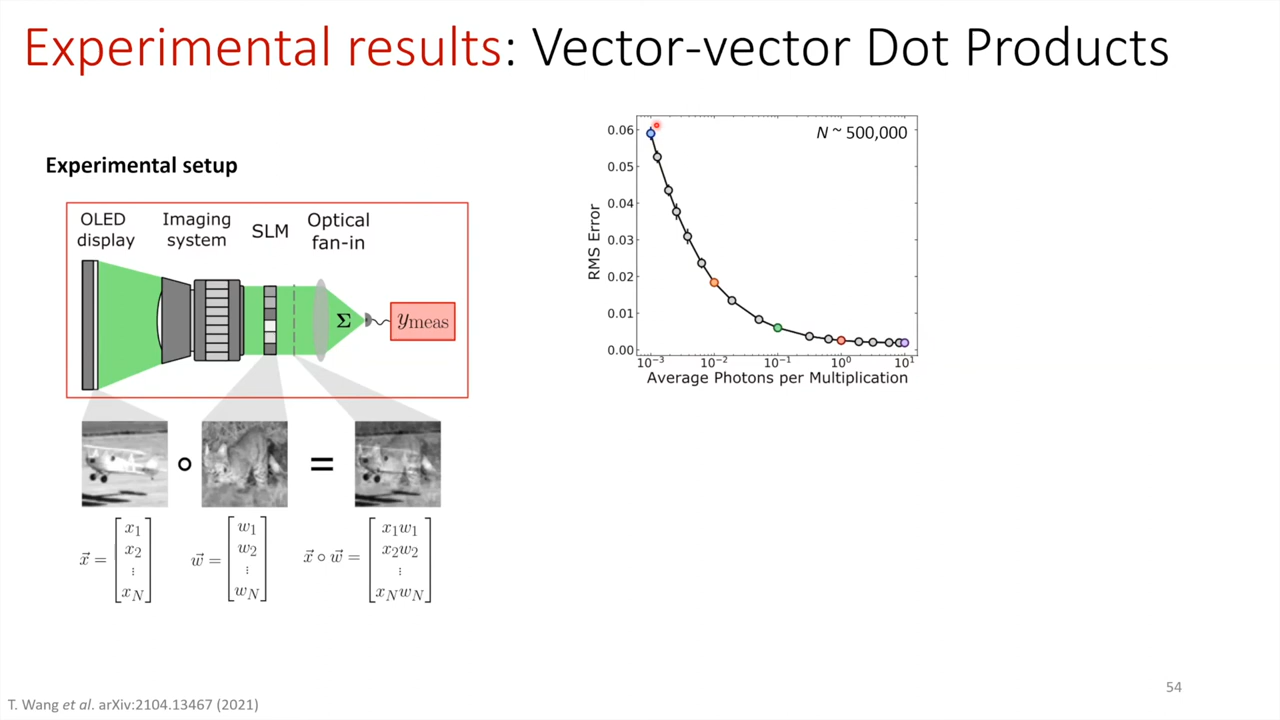 Experimental results: Vector-vector Dot Products
Experimental setup
OLED display
Imaging system
SLM
Optical fan-in
Σ
y_meas
∘
=
x⃗ = [x₁ x₂ ⋮ x_N]
w⃗ = [w₁ w₂ ⋮ w_N]
x⃗ ∘ w⃗ = [x₁w₁ x₂w₂ ⋮ x_Nw_N]
N ~ 500,000
RMS Error
0.06
0.05
0.04
0.03
0.02
0.01
0.00
10⁻³ 10⁻² 10⁻¹ 10⁰ 10¹
Average Photons per Multiplication
54
T. Wang et al. arXiv:2104.13467 (2021)